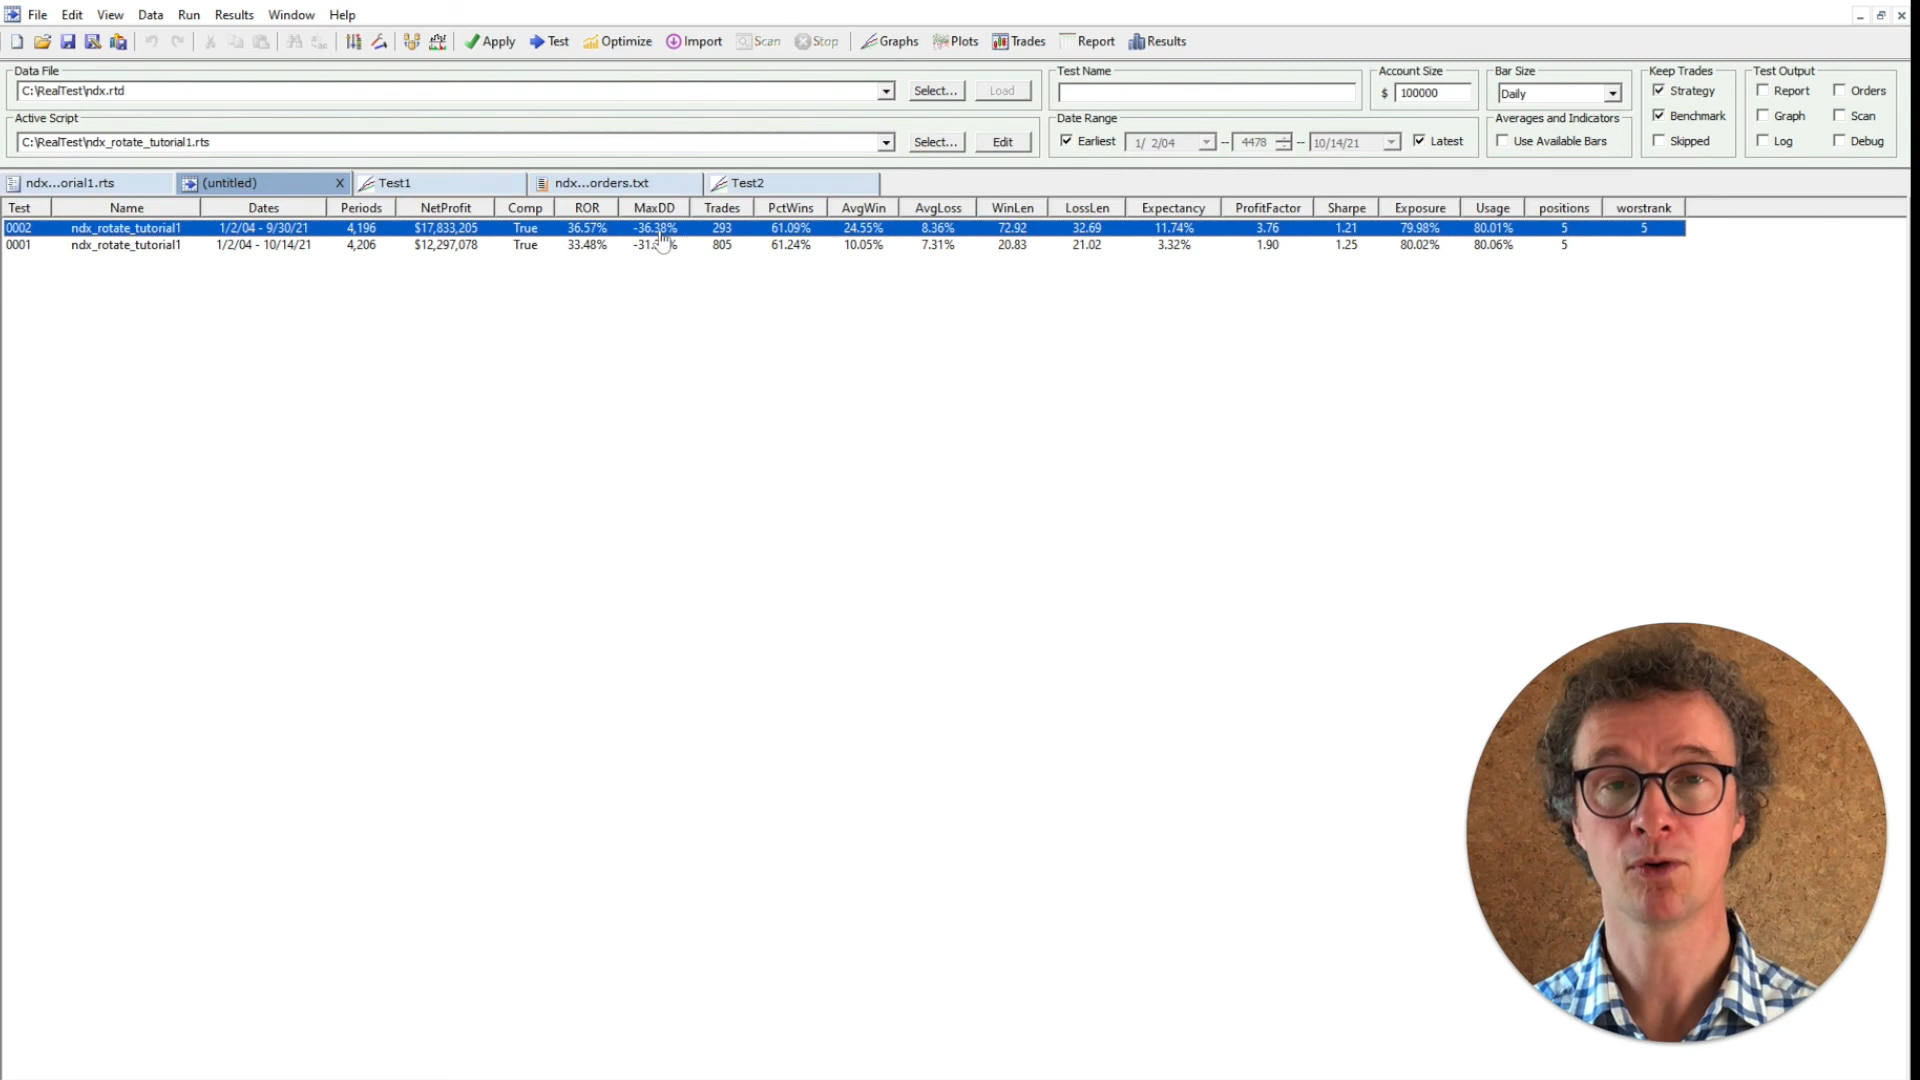 File Edit View Data Run Results Window Help
Apply Test Optimize Import Scan Stop Graphs Plots Trades Report Results
Data File
C:\RealTest\ndx.rtd Select... Load
Active Script
C:\RealTest\ndx_rotate_tutorial1.rts Select... Edit
Test Name
Account Size
$ 100000
Bar Size
Daily
Date Range
Earliest 1/ 2/04 -- 4478 -- 10/14/21 Latest
Averages and Indicators
Use Available Bars
Keep Trades
Strategy
Benchmark
Skipped
Test Output
Report Orders
Graph Scan
Log Debug
ndx...orial1.rts (untitled) X Test1 ndx...orders.txt Test2
Test Name Dates Periods NetProfit Comp ROR MaxDD Trades PctWins AvgWin AvgLoss WinLen LossLen Expectancy ProfitFactor Sharpe Exposure Usage positions worstrank
0002 ndx_rotate_tutorial1 1/2/04 - 9/30/21 4,196 $17,833,205 True 36.57% -36.38% 293 61.09% 24.55% 8.36% 72.92 32.69 11.74% 3.76 1.21 79.98% 80.01% 5 5
0001 ndx_rotate_tutorial1 1/2/04 - 10/14/21 4,206 $12,297,078 True 33.48% 805 61.24% 10.05% 7.31% 20.83 21.02 3.32% 1.90 1.25 80.02% 80.06% 5